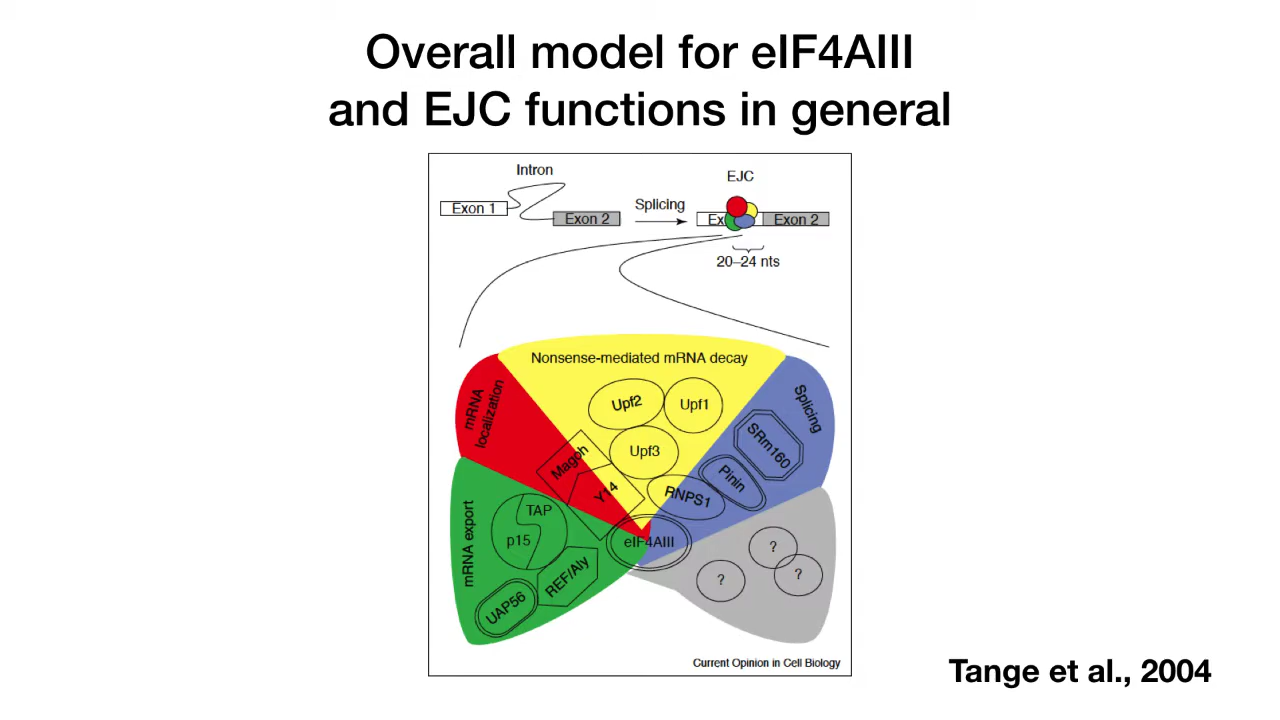 Overall model for eIF4AIII
and EJC functions in general
Intron
EJC
Exon 1
Splicing
Exon 2
Ex
Exon 2
20–24 nts
Nonsense-mediated mRNA decay
mRNA
localization
Splicing
Upf2
Upf1
SRm160
Upf3
Magoh
Pinin
Y14
RNPS1
mRNA export
TAP
p15
eIF4AIII
?
?
?
REF/Aly
UAP56
Current Opinion in Cell Biology
Tange et al., 2004